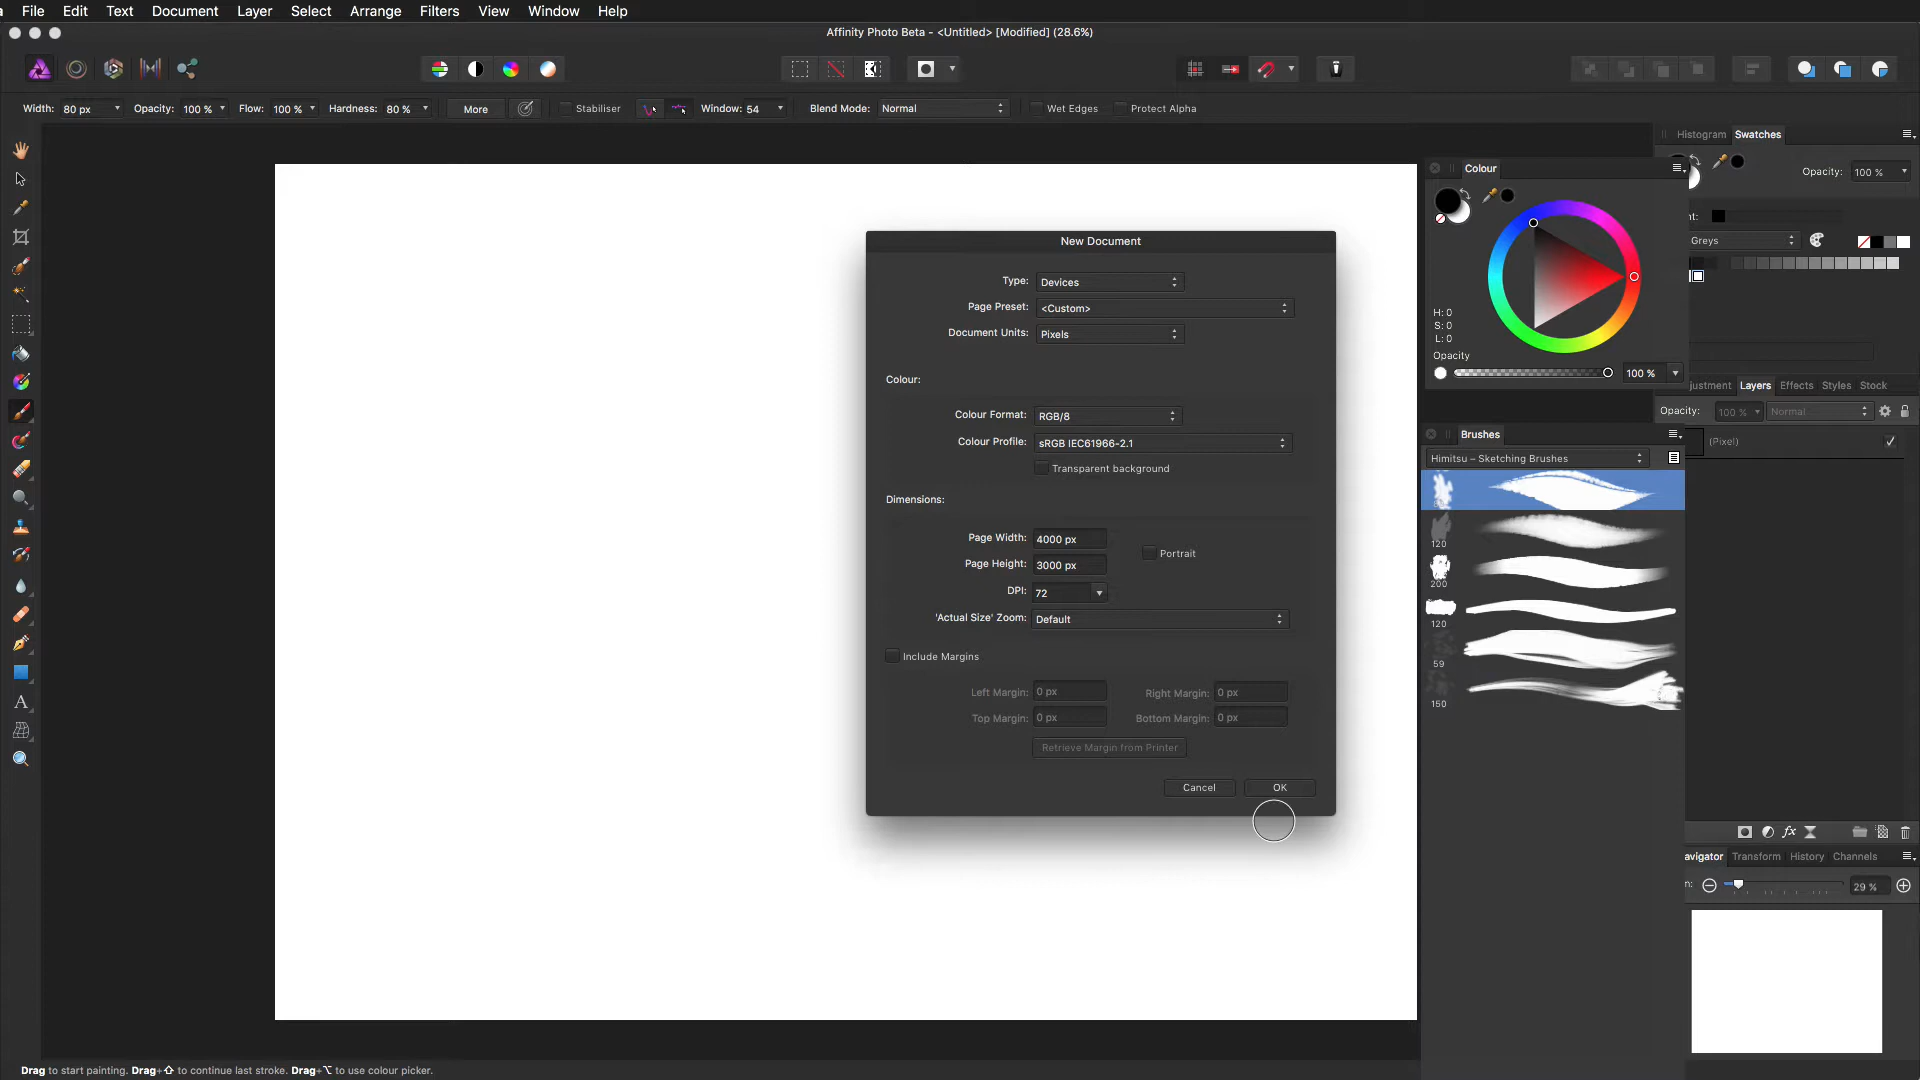 File Edit Text Document Layer Select Arrange Filters View Window Help
Affinity Photo Beta - <Untitled> [Modified] (28.6%)
Width: 80 px Opacity: 100 % Flow: 100 % Hardness: 80 % More Stabiliser Window: 54 Blend Mode: Normal Wet Edges Protect Alpha
Histogram Swatches
Opacity: 100 %
Greys
Colour
H: 0
S: 0
L: 0
Opacity
100 %
Layers Effects Styles Stock
Opacity: 100 % Normal
(Pixel)
Brushes
Himitsu – Sketching Brushes
120
200
120
59
150
Transform History Channels
29 %
New Document
Type: Devices
Page Preset: <Custom>
Document Units: Pixels
Colour:
Colour Format: RGB/8
Colour Profile: sRGB IEC61966-2.1
Transparent background
Dimensions:
Page Width: 4000 px
Portrait
Page Height: 3000 px
DPI: 72
'Actual Size' Zoom: Default
Include Margins
Left Margin: 0 px Right Margin: 0 px
Top Margin: 0 px Bottom Margin: 0 px
Retrieve Margin from Printer
Cancel OK
Drag to start painting. Drag+⇧ to continue last stroke. Drag+⌥ to use colour picker.